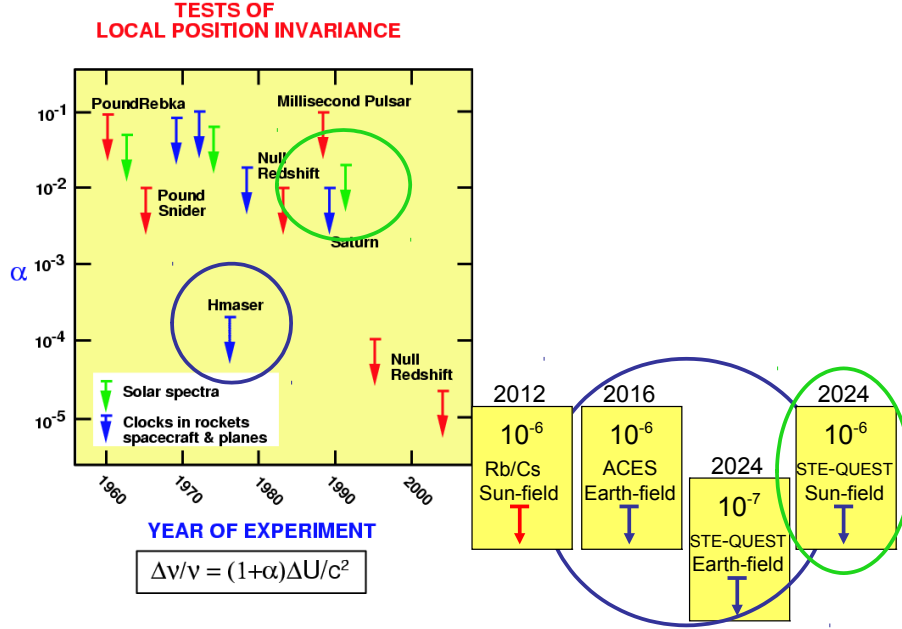 TESTS OF
LOCAL POSITION INVARIANCE
PoundRebka
Millisecond Pulsar
Null
Redshift
Pound
Snider
Saturn
Hmaser
Null
Redshift
Solar spectra
Clocks in rockets
spacecraft & planes
10⁻¹
10⁻²
10⁻³
10⁻⁴
10⁻⁵
α
1960
1970
1980
1990
2000
YEAR OF EXPERIMENT
Δν/ν = (1+α)ΔU/c²
2012
10⁻⁶
Rb/Cs
Sun-field
2016
10⁻⁶
ACES
Earth-field
2024
10⁻⁷
STE-QUEST
Earth-field
2024
10⁻⁶
STE-QUEST
Sun-field